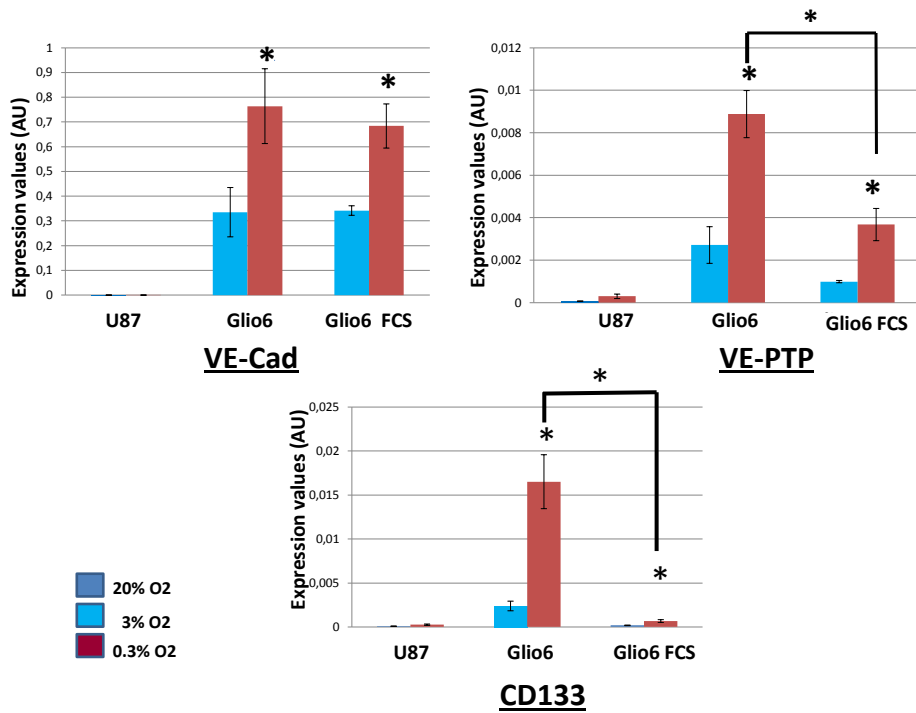 *
Expression values (AU)
1
0,9
0,8
0,7
0,6
0,5
0,4
0,3
0,2
0,1
0
* *
U87 Glio6 Glio6 FCS
VE-Cad
Expression values (AU)
0,012
0,01
0,008
0,006
0,004
0,002
0
*
*
U87 Glio6 Glio6 FCS
VE-PTP
*
Expression values (AU)
0,025
0,02
0,015
0,01
0,005
0
*
*
U87 Glio6 Glio6 FCS
CD133
20% O2
3% O2
0.3% O2